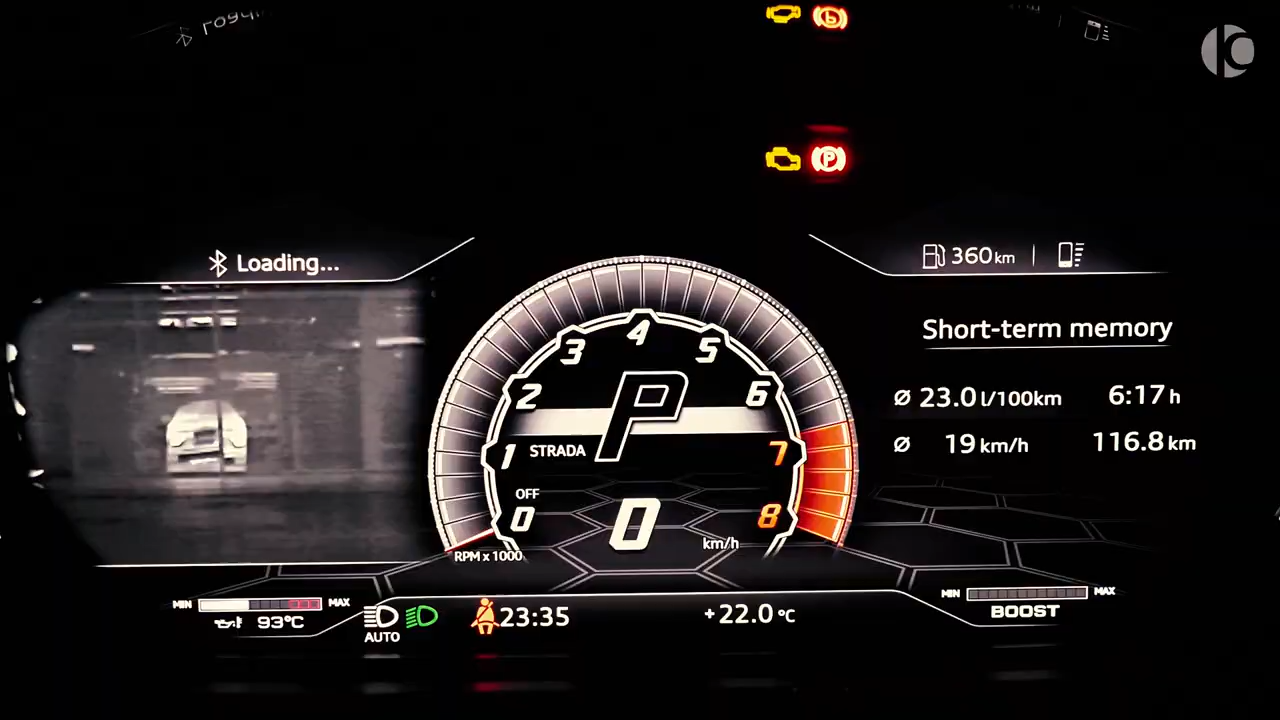 Loading...
360 km
Short-term memory
Ø 23.0 l/100km 6:17 h
Ø 19 km/h 116.8 km
P
STRADA
OFF
0
1
2
3
4
5
6
7
8
RPM x 1000
0
km/h
P
MIN MAX
93°C
AUTO
23:35
+22.0 °C
MIN MAX
BOOST